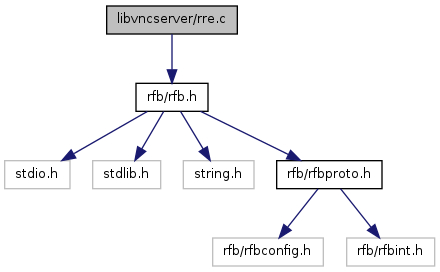 libvncserver/rre.c
rfb/rfb.h
stdio.h
stdlib.h
string.h
rfb/rfbproto.h
rfb/rfbconfig.h
rfb/rfbint.h